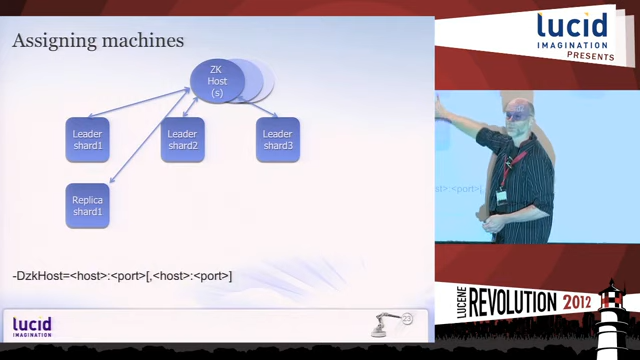 Assigning machines
ZK
Host
(s)
Leader
shard1
Leader
shard2
Leader
shard3
Replica
shard1
-DzkHost=<host>:<port>[,<host>:<port>]
lucid
IMAGINATION
23
lucid
IMAGINATION
PRESENTS
LUCENE
REVOLUTION 2012